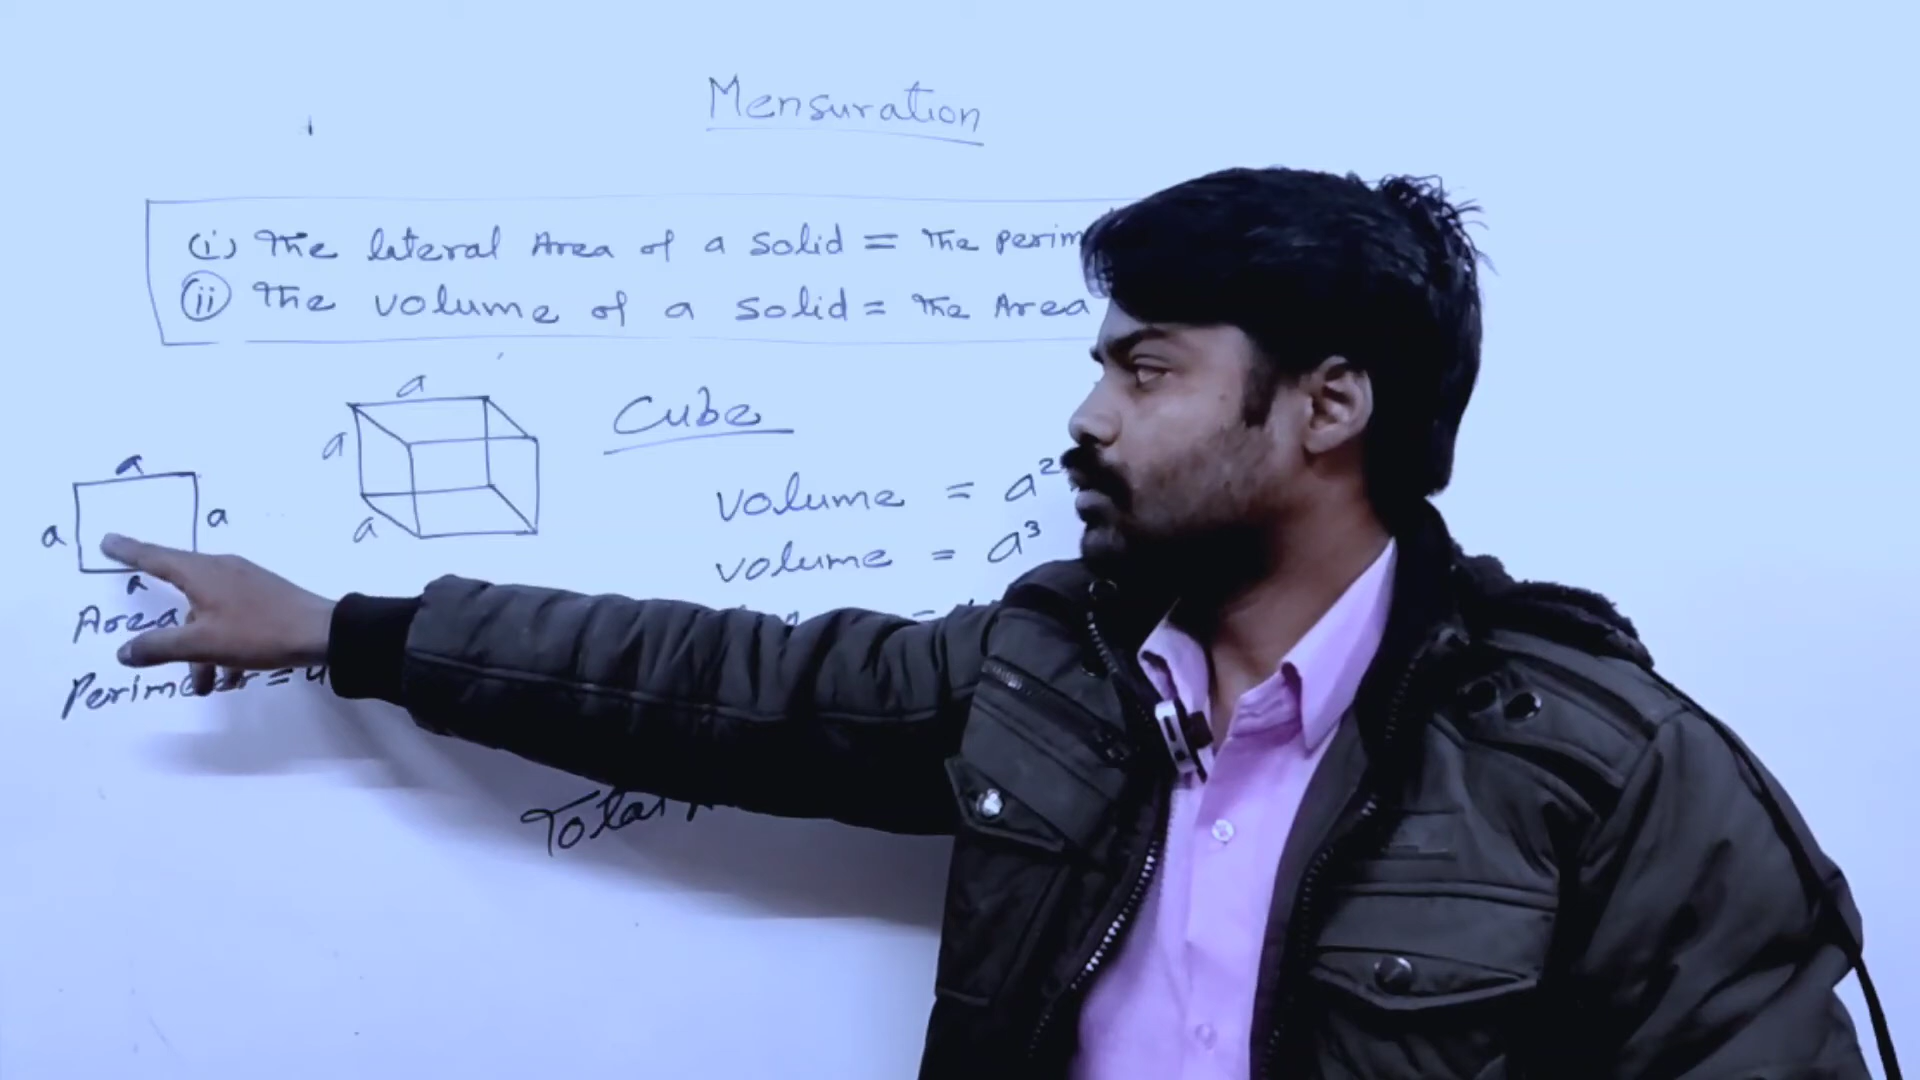 Mensuration
(i) The lateral Area of a solid = The perim
(ii) The volume of a solid = The Area
a
a
a
Cube
a
a
a
a
volume = a²
volume = a³
Area
Perimeter = 4
Total